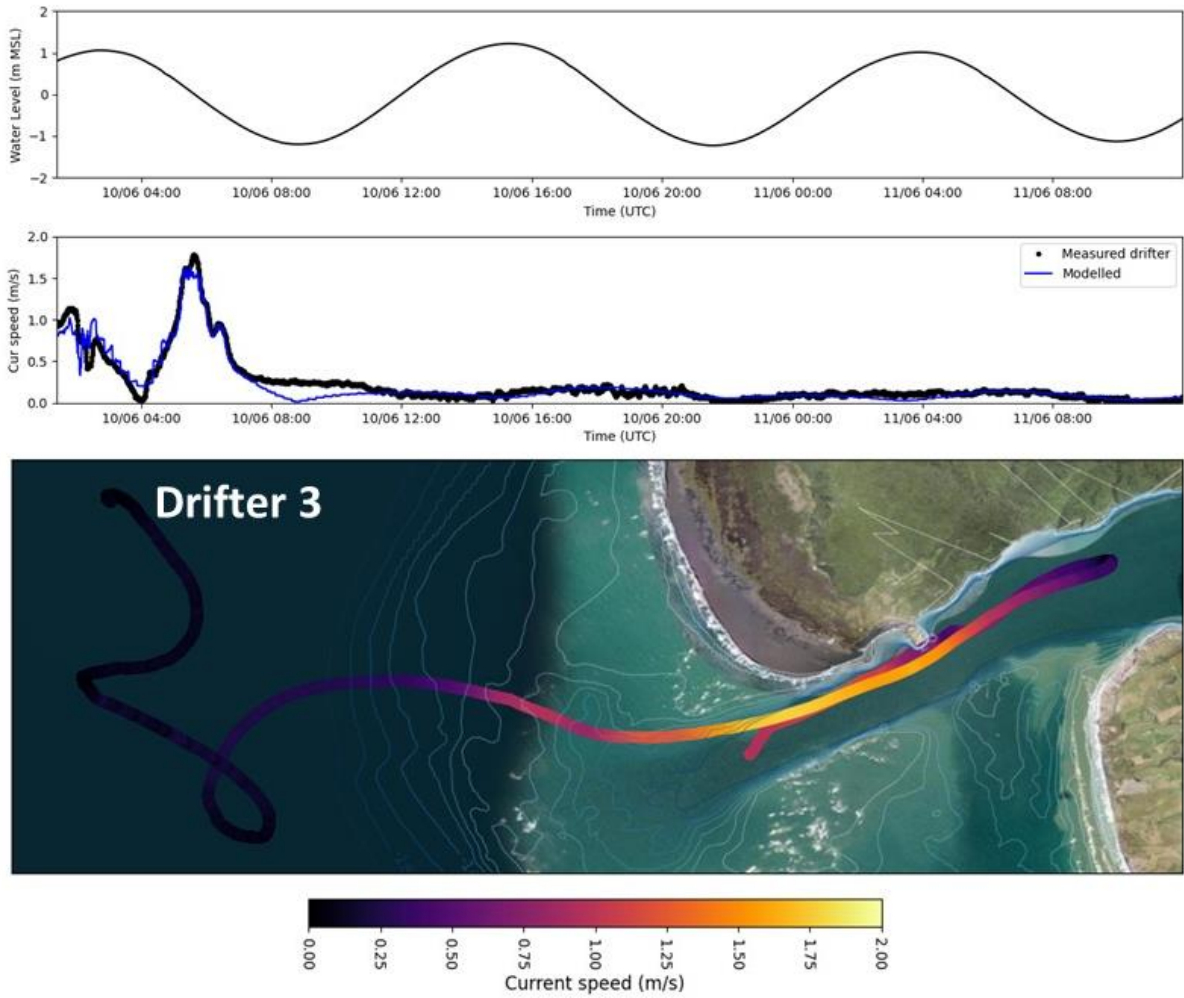 2
1
0
−1
−2
Water Level (m MSL)
10/06 04:00 10/06 08:00 10/06 12:00 10/06 16:00 10/06 20:00 11/06 00:00 11/06 04:00 11/06 08:00
Time (UTC)
2.0
1.5
1.0
0.5
0.0
Cur speed (m/s)
Measured drifter
Modelled
10/06 04:00 10/06 08:00 10/06 12:00 10/06 16:00 10/06 20:00 11/06 00:00 11/06 04:00 11/06 08:00
Time (UTC)
Drifter 3
0.00 0.25 0.50 0.75 1.00 1.25 1.50 1.75 2.00
Current speed (m/s)